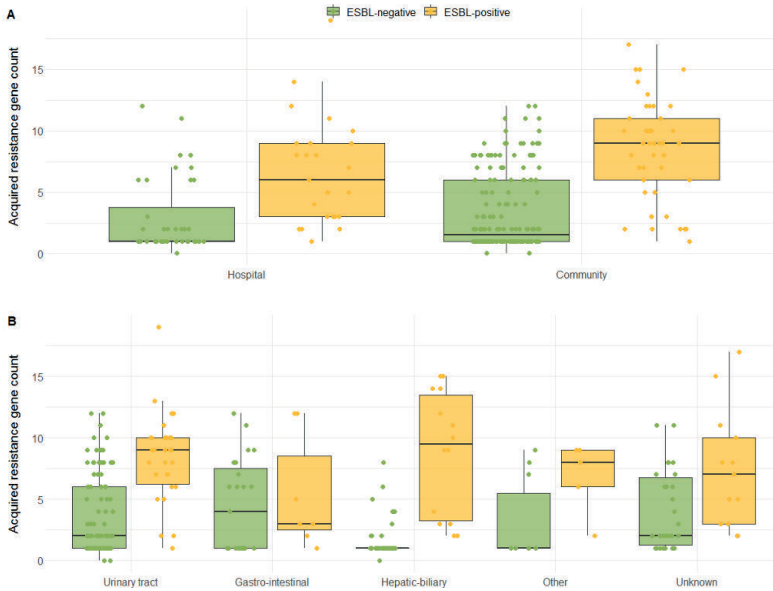 A
ESBL-negative ESBL-positive
Acquired resistance gene count
15
10
5
0
Hospital Community
B
Acquired resistance gene count
15
10
5
0
Urinary tract Gastro-intestinal Hepatic-biliary Other Unknown